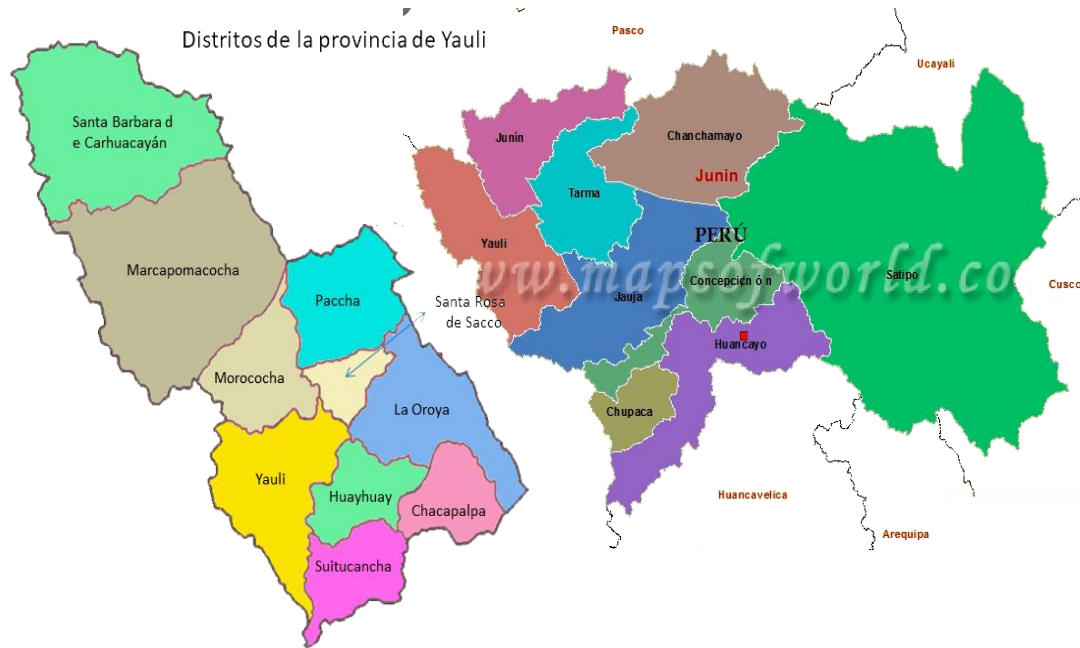 Distritos de la provincia de Yauli
Santa Barbara d
e Carhuacayán
Marcapomacocha
Paccha
Santa Rosa
de Sacco
Morococha
La Oroya
Yauli
Huayhuay
Chacapalpa
Suitucancha
Pasco
Ucayali
Junín
Chanchamayo
Junin
Tarma
Yauli
PERÚ
ww.mapsofworld.co
Satipo
Concepción ó n
Cusco
Jauja
Huancayo
Chupaca
Huancavelica
Arequipa